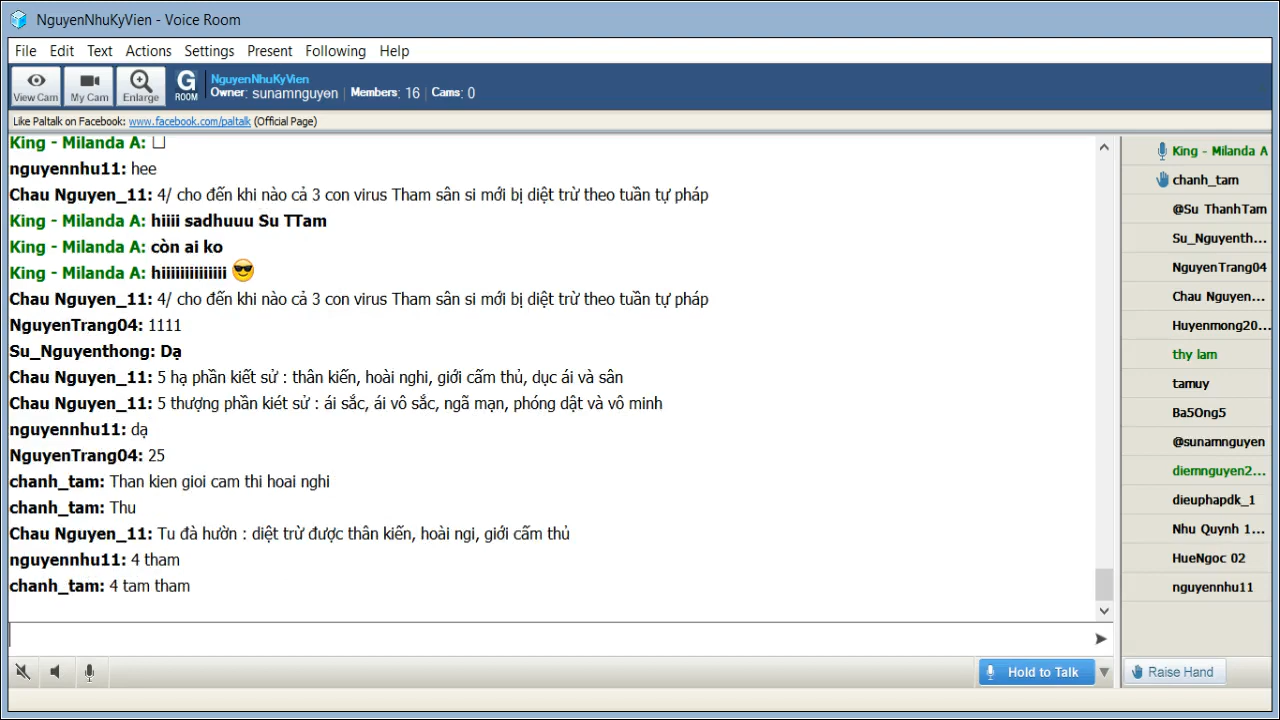 NguyenNhuKyVien - Voice Room
File Edit Text Actions Settings Present Following Help
View Cam My Cam Enlarge G ROOM
NguyenNhuKyVien
Owner: sunamnguyen | Members: 16 | Cams: 0
Like Paltalk on Facebook: www.facebook.com/paltalk (Official Page)
King - Milanda A:
nguyennhu11: hee
Chau Nguyen_11: 4/ cho đến khi nào cả 3 con virus Tham sân si mới bị diệt trừ theo tuần tự pháp
King - Milanda A: hiiii sadhuuu Su TTam
King - Milanda A: còn ai ko
King - Milanda A: hiiiiiiiiiiiiii
Chau Nguyen_11: 4/ cho đến khi nào cả 3 con virus Tham sân si mới bị diệt trừ theo tuần tự pháp
NguyenTrang04: 1111
Su_Nguyenthong: Dạ
Chau Nguyen_11: 5 hạ phần kiết sử : thân kiến, hoài nghi, giới cấm thủ, dục ái và sân
Chau Nguyen_11: 5 thượng phần kiét sử : ái sắc, ái vô sắc, ngã mạn, phóng dật và vô minh
nguyennhu11: dạ
NguyenTrang04: 25
chanh_tam: Than kien gioi cam thi hoai nghi
chanh_tam: Thu
Chau Nguyen_11: Tu đà hườn : diệt trừ được thân kiến, hoài ngi, giới cấm thủ
nguyennhu11: 4 tham
chanh_tam: 4 tam tham
King - Milanda A
chanh_tam
@Su ThanhTam
Su_Nguyenth...
NguyenTrang04
Chau Nguyen...
Huyenmong20...
thy lam
tamuy
Ba5Ong5
@sunamnguyen
diemnguyen2...
dieuphapdk_1
Nhu Quynh 1...
HueNgoc 02
nguyennhu11
Hold to Talk
Raise Hand